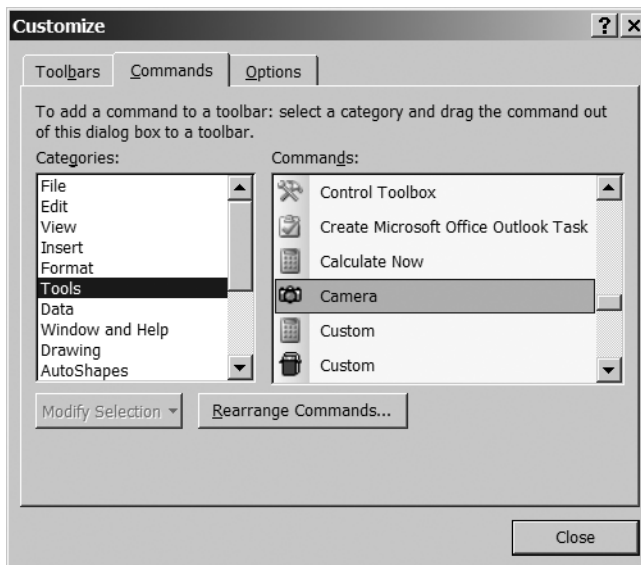 Customize
Toolbars Commands Options
To add a command to a toolbar: select a category and drag the command out
of this dialog box to a toolbar.
Categories:
File
Edit
View
Insert
Format
Tools
Data
Window and Help
Drawing
AutoShapes
Commands:
Control Toolbox
Create Microsoft Office Outlook Task
Calculate Now
Camera
Custom
Custom
Modify Selection
Rearrange Commands...
Close